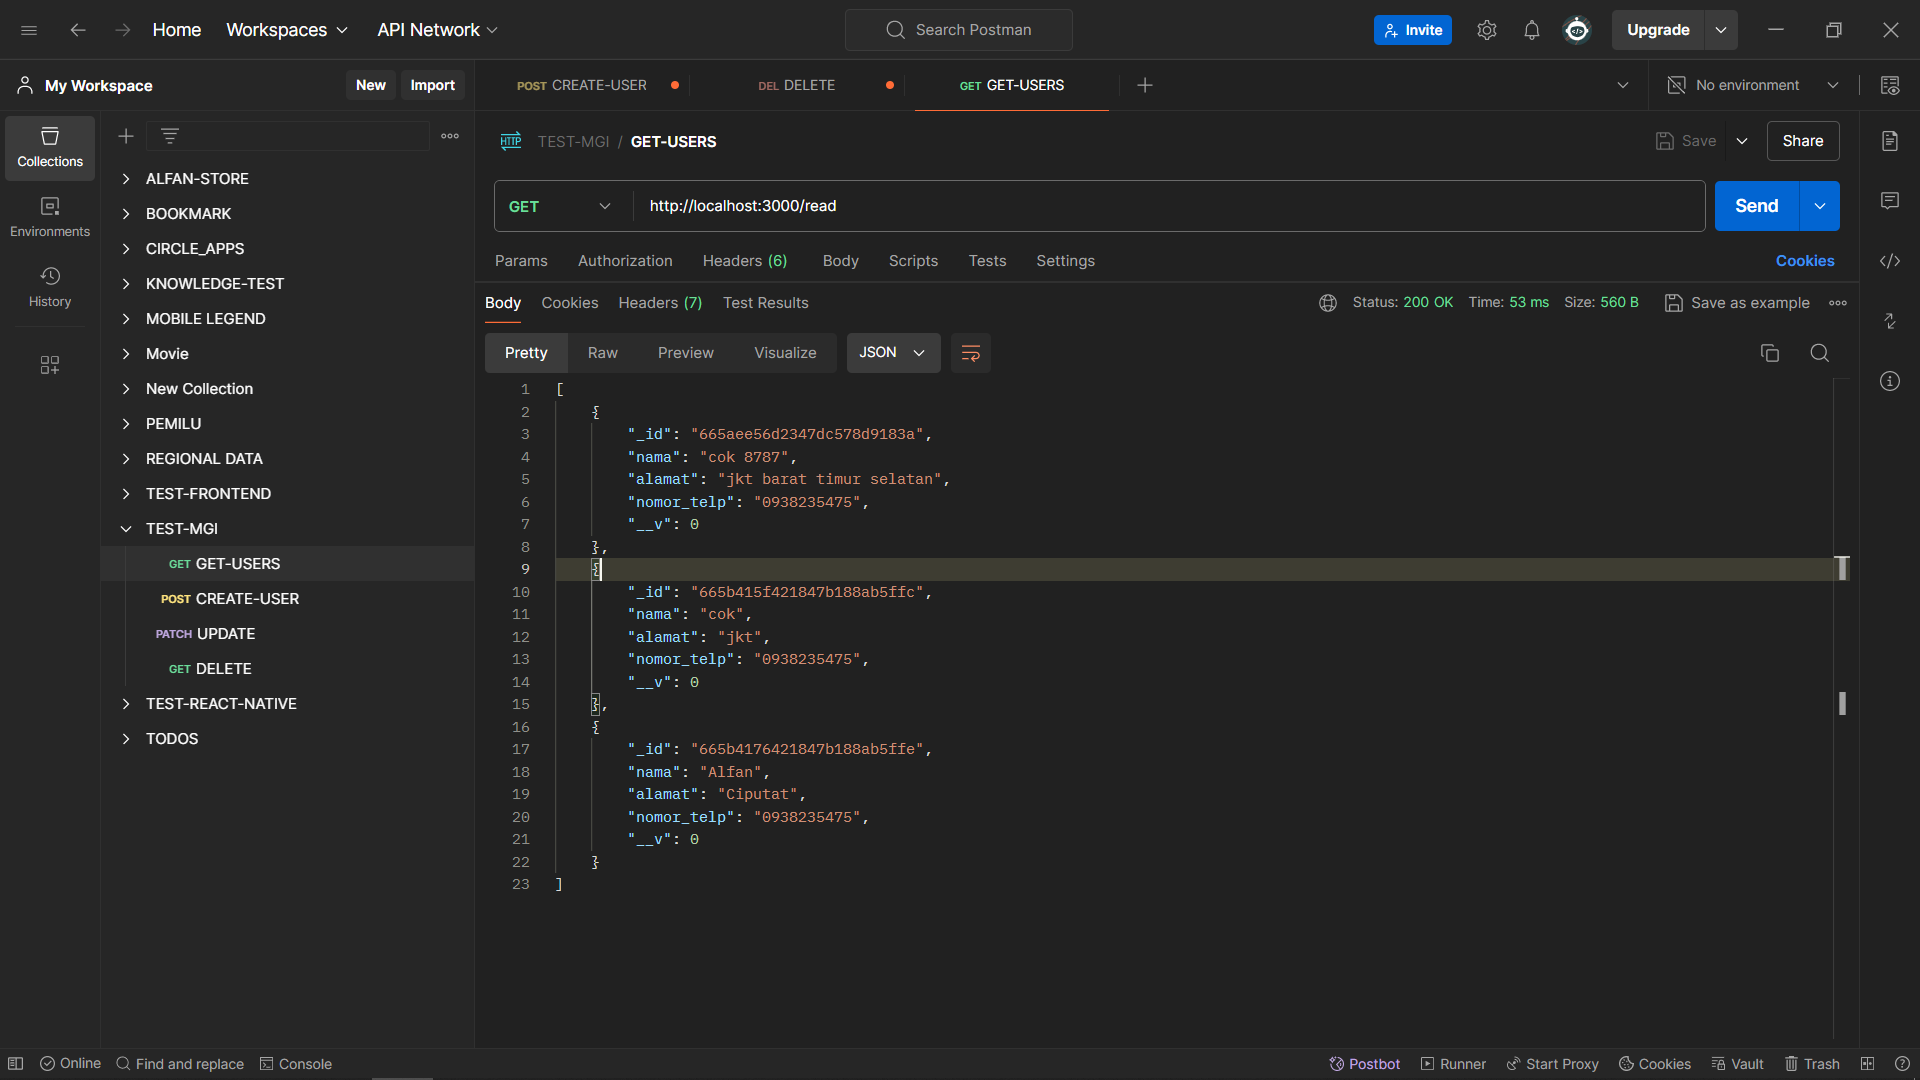 Home Workspaces API Network Search Postman Invite Upgrade
My Workspace New Import POST CREATE-USER DEL DELETE GET GET-USERS No environment
Collections
Environments
History
ALFAN-STORE
BOOKMARK
CIRCLE_APPS
KNOWLEDGE-TEST
MOBILE LEGEND
Movie
New Collection
PEMILU
REGIONAL DATA
TEST-FRONTEND
TEST-MGI
GET GET-USERS
POST CREATE-USER
PATCH UPDATE
GET DELETE
TEST-REACT-NATIVE
TODOS
HTTP TEST-MGI / GET-USERS Save Share
GET http://localhost:3000/read Send
Params Authorization Headers (6) Body Scripts Tests Settings Cookies
Body Cookies Headers (7) Test Results Status: 200 OK Time: 53 ms Size: 560 B Save as example
Pretty Raw Preview Visualize JSON
1 [
2 {
3 "_id": "665aee56d2347dc578d9183a",
4 "nama": "cok 8787",
5 "alamat": "jkt barat timur selatan",
6 "nomor_telp": "0938235475",
7 "__v": 0
8 },
9 {
10 "_id": "665b415f421847b188ab5ffc",
11 "nama": "cok",
12 "alamat": "jkt",
13 "nomor_telp": "0938235475",
14 "__v": 0
15 },
16 {
17 "_id": "665b4176421847b188ab5ffe",
18 "nama": "Alfan",
19 "alamat": "Ciputat",
20 "nomor_telp": "0938235475",
21 "__v": 0
22 }
23 ]
Online Find and replace Console Postbot Runner Start Proxy Cookies Vault Trash